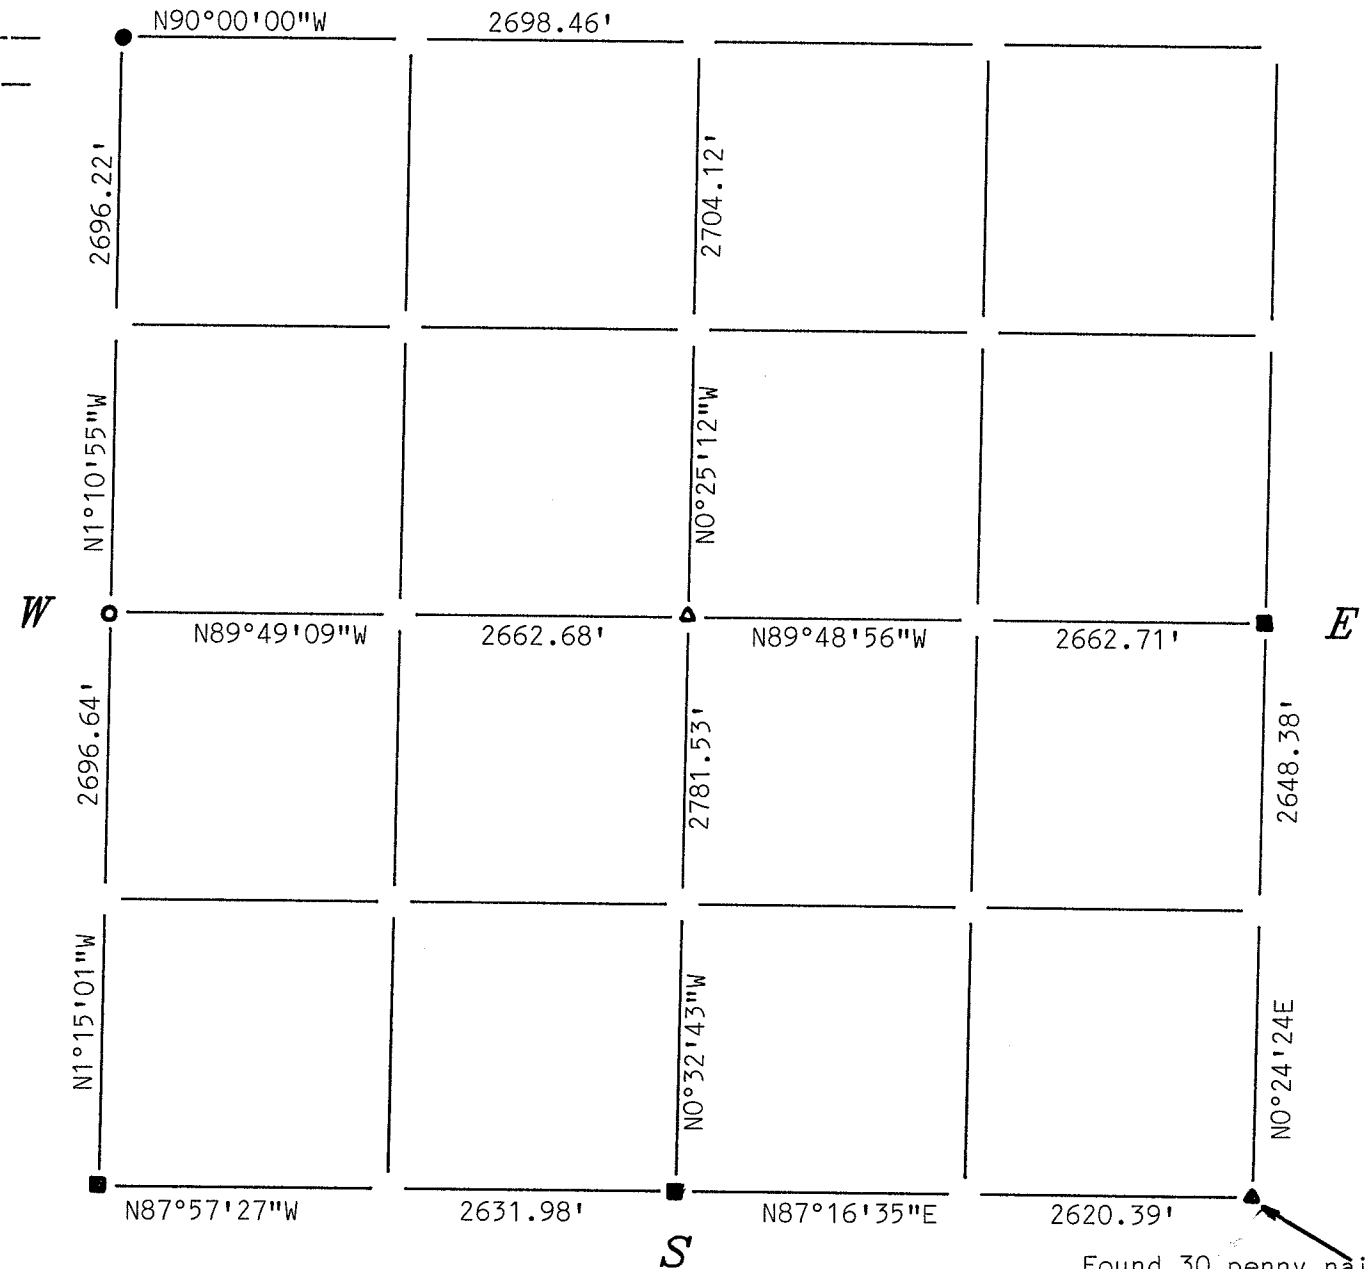 N90°00'00"W 2698.46'
2696.22'
2704.12'
N1°10'55"W
N0°25'12"W
W
E
N89°49'09"W 2662.68' N89°48'56"W 2662.71'
2696.64'
2781.53'
2648.38'
N1°15'01"W
N0°32'43"W
N0°24'24E
N87°57'27"W 2631.98' N87°16'35"E 2620.39'
S
Found 30 penny nai